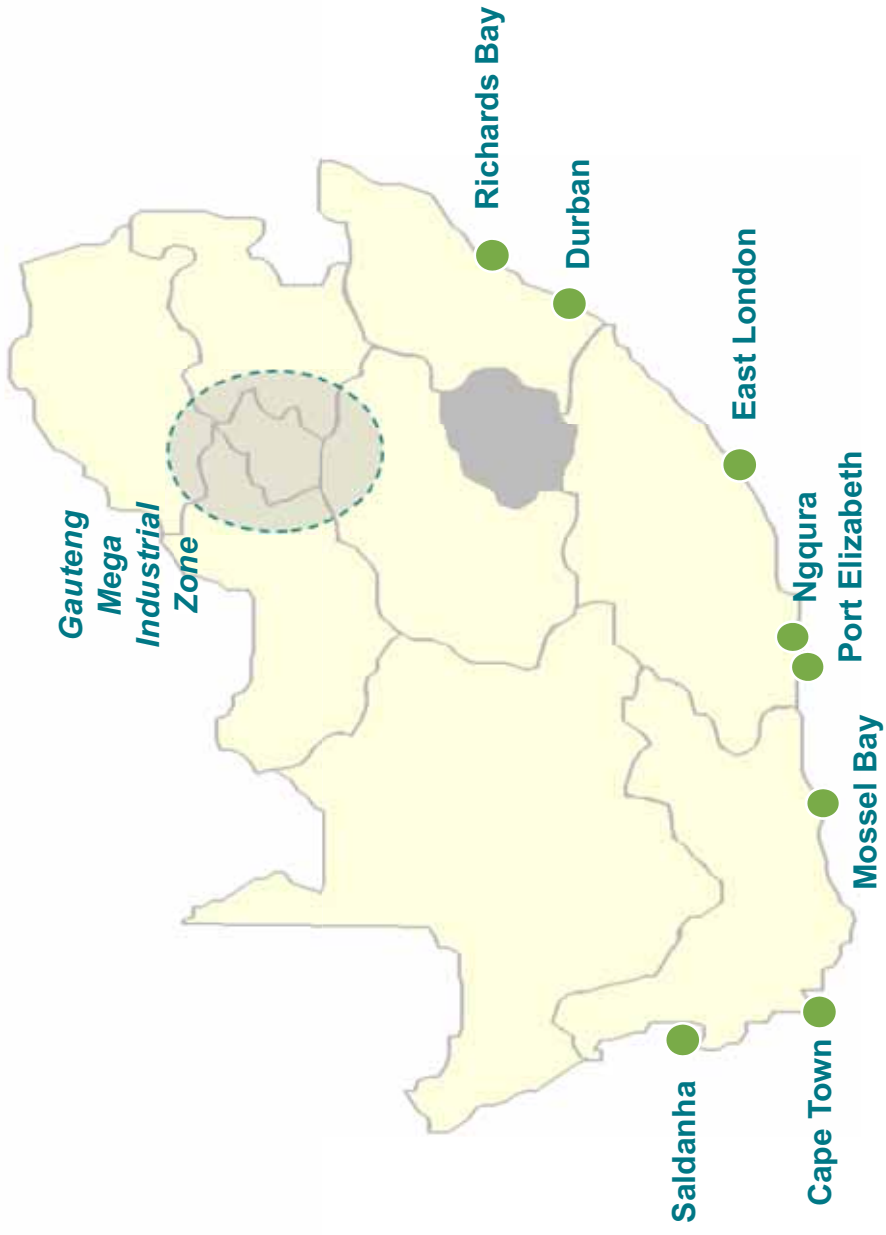 Gauteng
Mega
Industrial
Zone
Richards Bay
Durban
East London
Ngqura
Port Elizabeth
Mossel Bay
Cape Town
Saldanha